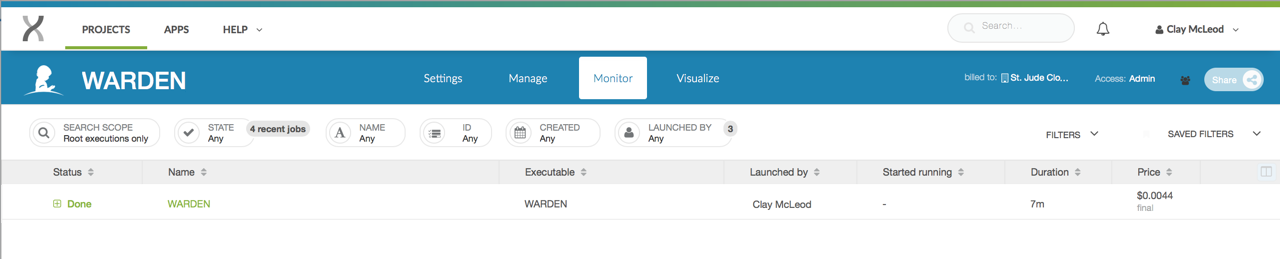 PROJECTS APPS HELP Search... Clay McLeod
WARDEN Settings Manage Monitor Visualize billed to: St. Jude Clo... Access: Admin Share
SEARCH SCOPE STATE 4 recent jobs NAME ID CREATED LAUNCHED BY 3
Root executions only Any Any Any Any Any
FILTERS SAVED FILTERS
Status Name Executable Launched by Started running Duration Price
Done WARDEN WARDEN Clay McLeod - 7m $0.0044
final